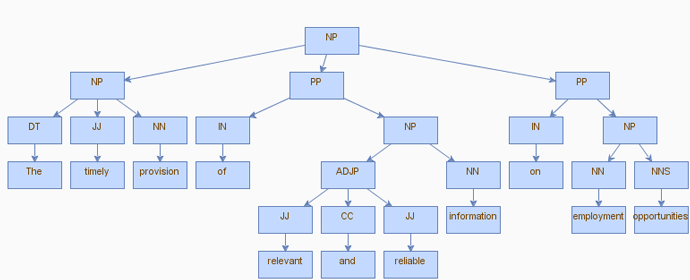 NP
NP PP PP
DT JJ NN IN NP IN NP
The timely provision of ADJP NN on NN NNS
JJ CC JJ information employment opportunities
relevant and reliable